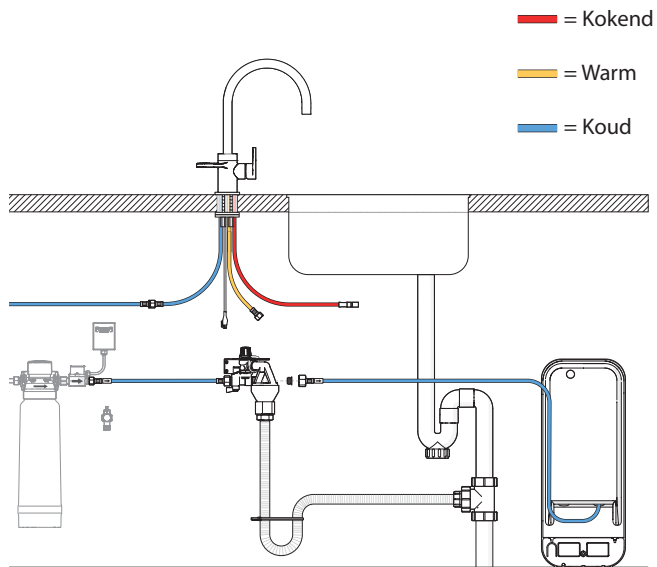 = Kokend
= Warm
= Koud